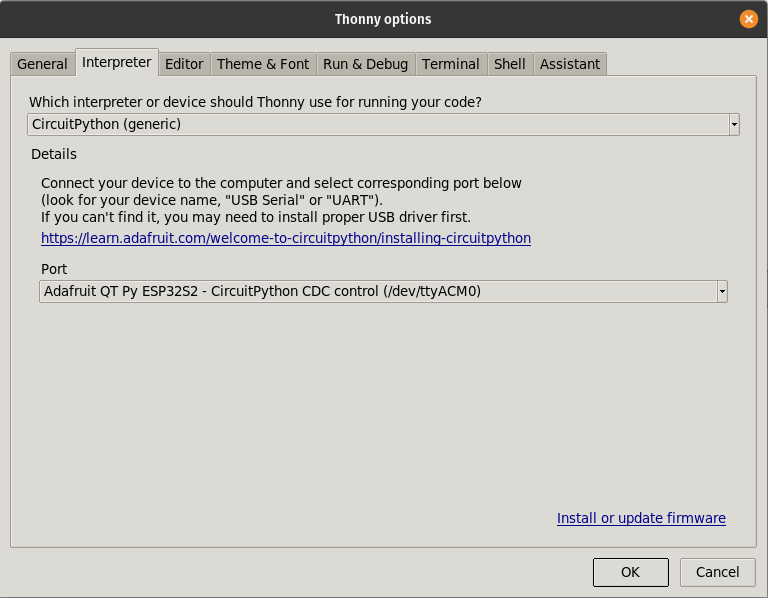 Thonny options
General Interpreter Editor Theme & Font Run & Debug Terminal Shell Assistant
Which interpreter or device should Thonny use for running your code?
CircuitPython (generic)
Details
Connect your device to the computer and select corresponding port below
(look for your device name, "USB Serial" or "UART").
If you can't find it, you may need to install proper USB driver first.
https://learn.adafruit.com/welcome-to-circuitpython/installing-circuitpython
Port
Adafruit QT Py ESP32S2 - CircuitPython CDC control (/dev/ttyACM0)
Install or update firmware
OK Cancel